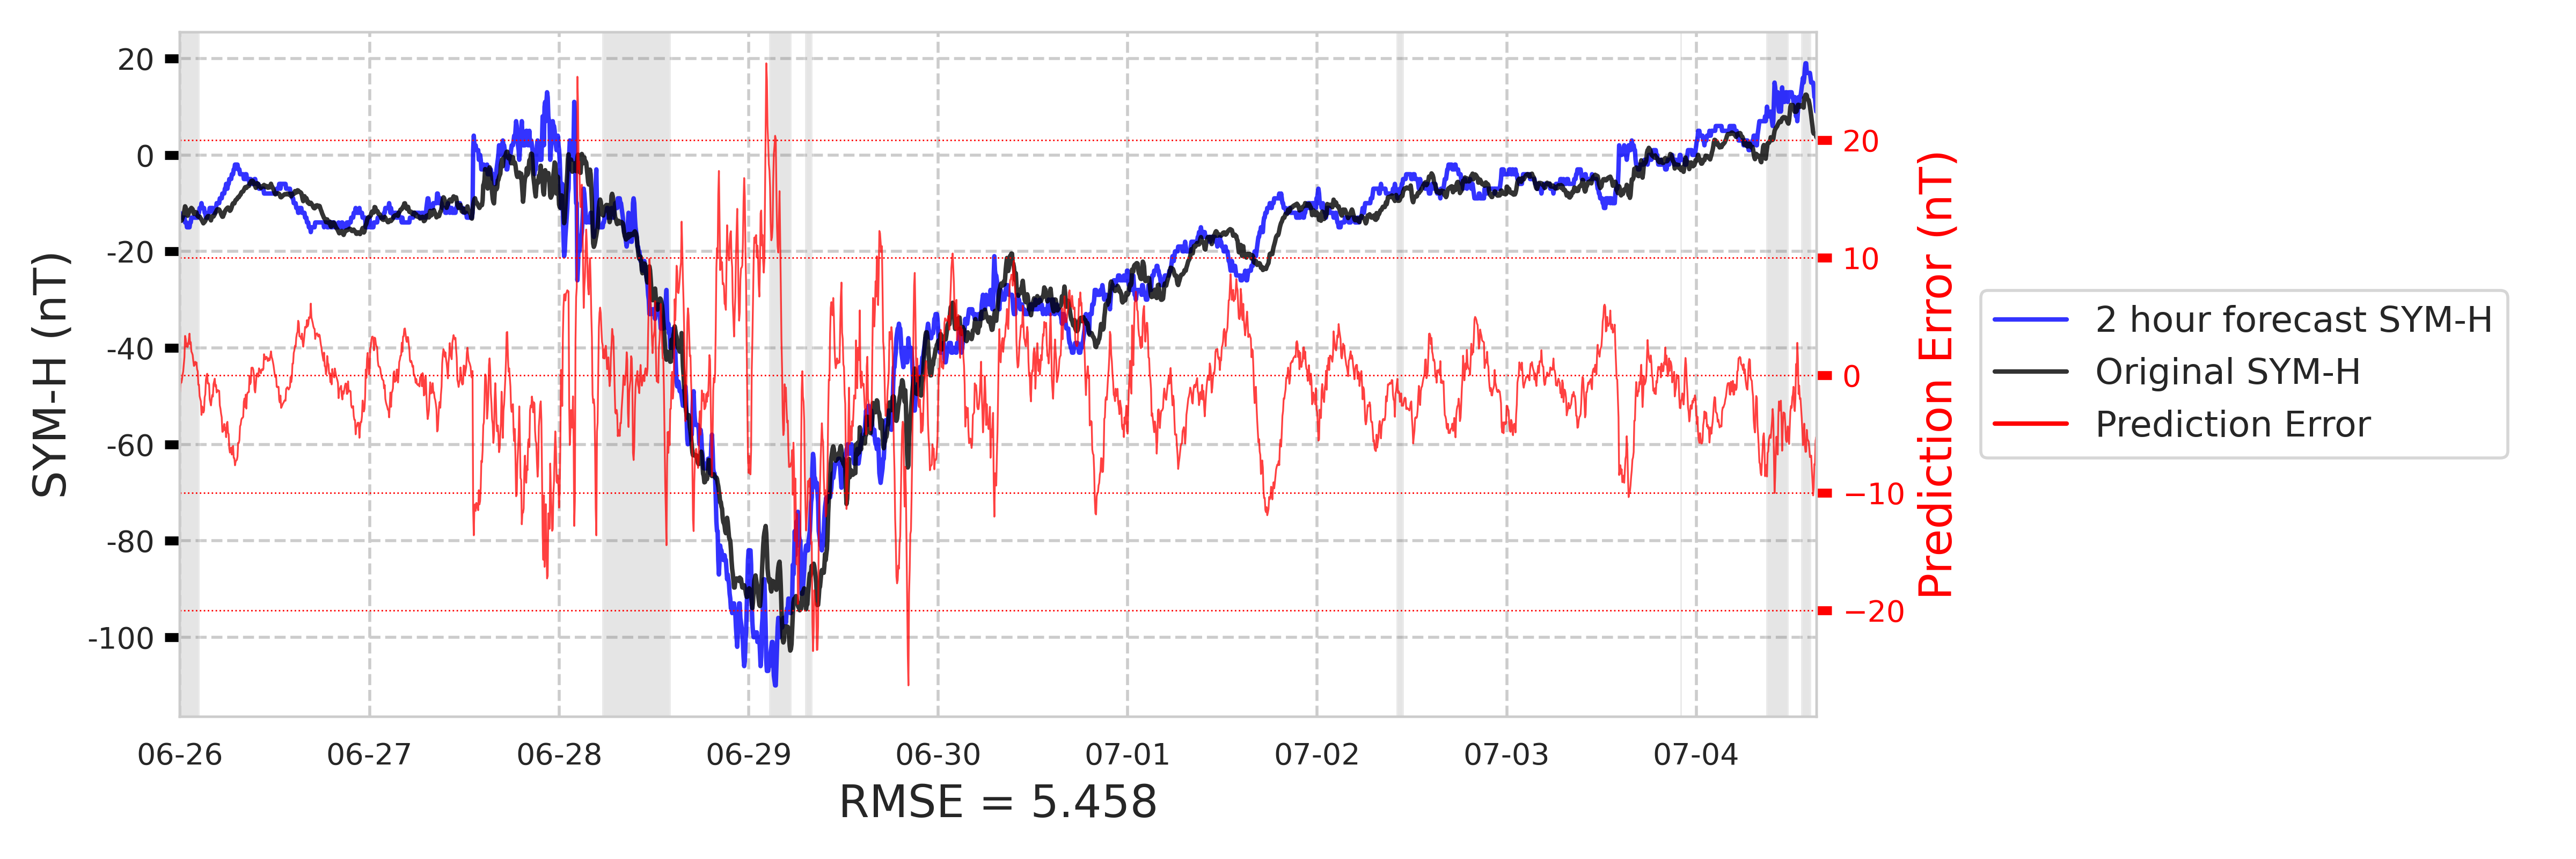 20
0
-20
-40
-60
-80
-100
SYM-H (nT)
06-26 06-27 06-28 06-29 06-30 07-01 07-02 07-03 07-04
RMSE = 5.458
20
10
0
−10
−20
Prediction Error (nT)
2 hour forecast SYM-H
Original SYM-H
Prediction Error